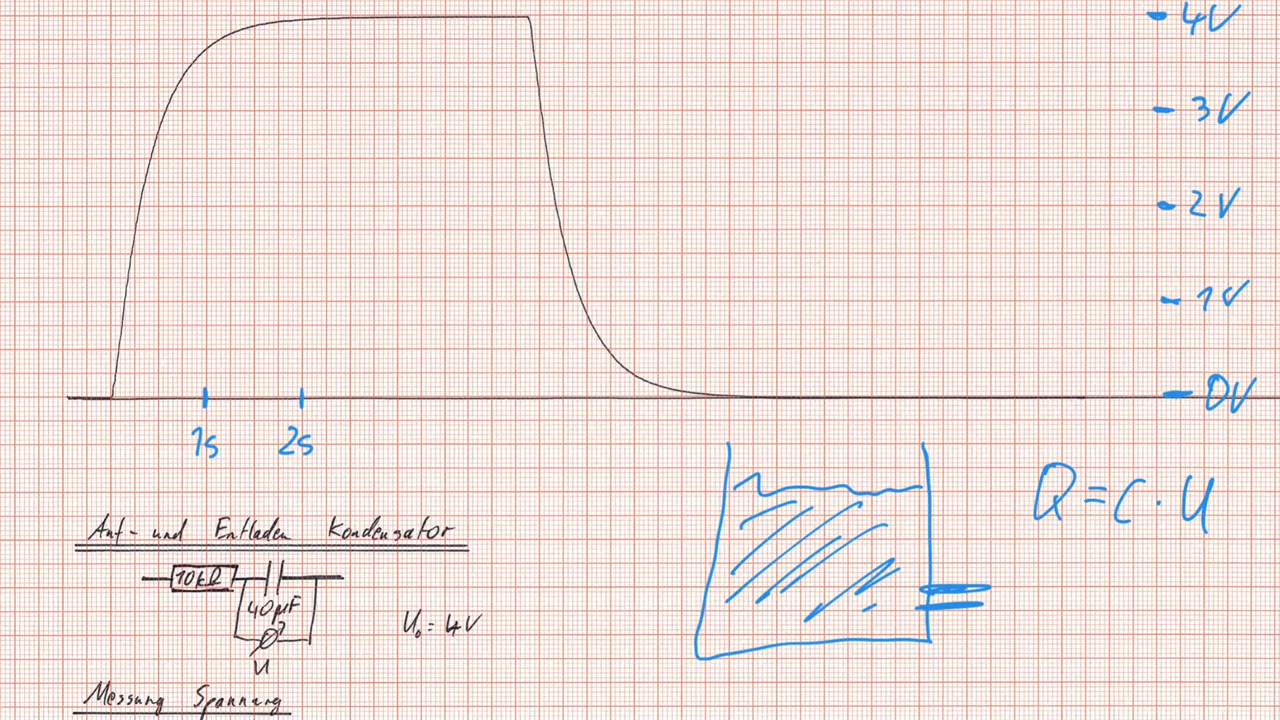 4V
3V
2V
1V
0V
1s 2s
Q = C · U
Auf- und Entladen Kondensator
10kΩ
40µF
U₀ = 4V
U
Messung Spannung